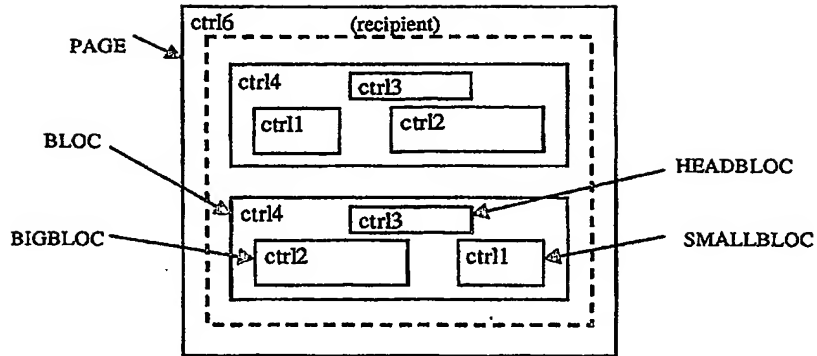 ctrl6 (recipient)
PAGE
ctrl4 ctrl3
ctrl1 ctrl2
BLOC
HEADBLOC
ctrl4 ctrl3
BIGBLOC
SMALLBLOC
ctrl2 ctrl1